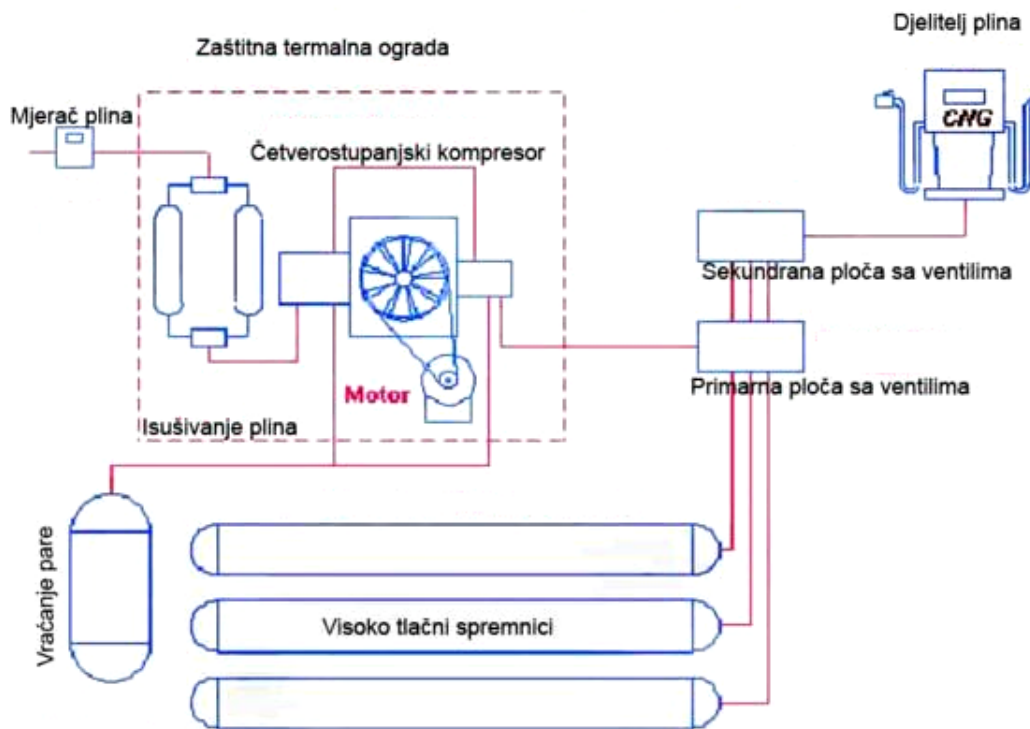 Djelitelj plina
Zaštitna termalna ograda
Mjerač plina
CNG
Četverostupanjski kompresor
Sekundrana ploča sa ventilima
Primarna ploča sa ventilima
Motor
Isušivanje plina
Vraćanje pare
Visoko tlačni spremnici